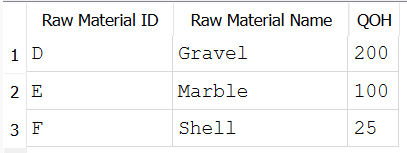 Raw Material ID Raw Material Name QOH
1 D Gravel 200
2 E Marble 100
3 F Shell 25